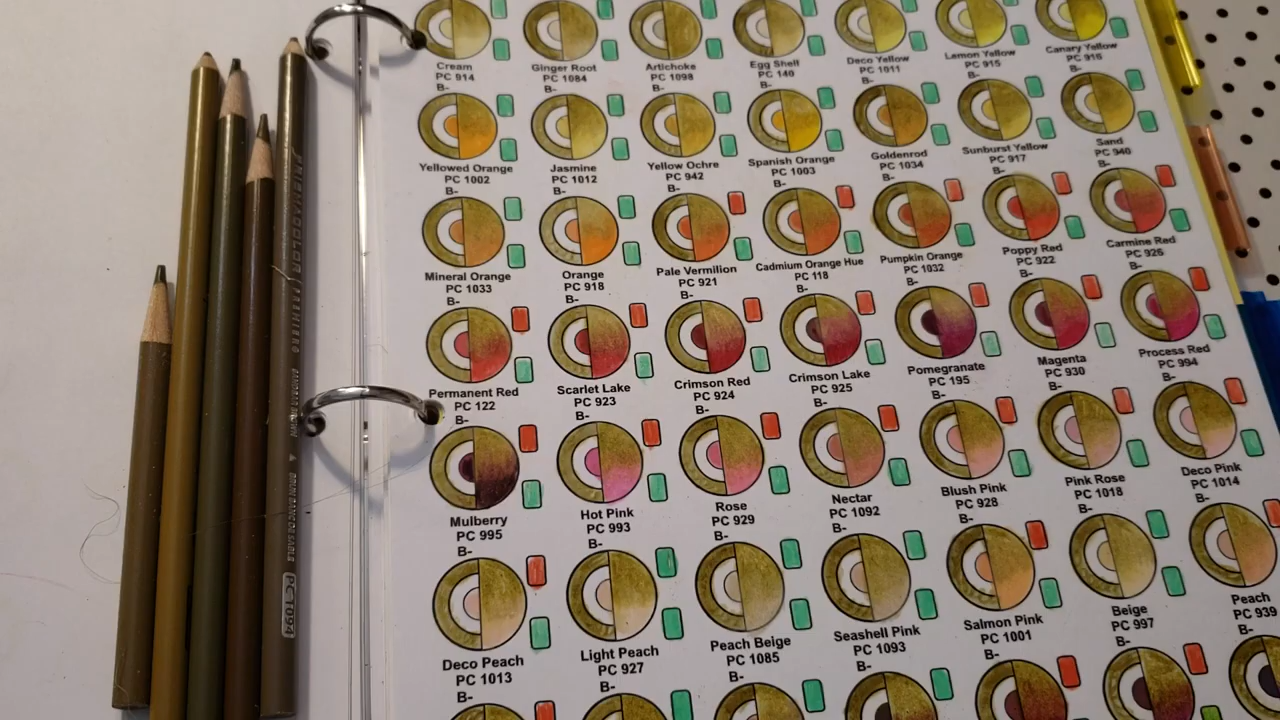 Cream
PC 914
B-
Ginger Root
PC 1084
B-
Artichoke
PC 1098
B-
Egg Shell
PC 140
B-
Deco Yellow
PC 1011
B-
Lemon Yellow
PC 915
B-
Canary Yellow
PC 916
B-
Yellowed Orange
PC 1002
B-
Jasmine
PC 1012
B-
Yellow Ochre
PC 942
B-
Spanish Orange
PC 1003
B-
Goldenrod
PC 1034
B-
Sunburst Yellow
PC 917
B-
Sand
PC 940
B-
Mineral Orange
PC 1033
B-
Orange
PC 918
B-
Pale Vermilion
PC 921
B-
Cadmium Orange Hue
PC 118
B-
Pumpkin Orange
PC 1032
B-
Poppy Red
PC 922
B-
Carmine Red
PC 926
B-
Permanent Red
PC 122
B-
Scarlet Lake
PC 923
B-
Crimson Red
PC 924
B-
Crimson Lake
PC 925
B-
Pomegranate
PC 195
B-
Magenta
PC 930
B-
Process Red
PC 994
B-
Mulberry
PC 995
B-
Hot Pink
PC 993
B-
Rose
PC 929
B-
Nectar
PC 1092
B-
Blush Pink
PC 928
B-
Pink Rose
PC 1018
B-
Deco Pink
PC 1014
B-
Deco Peach
PC 1013
B-
Light Peach
PC 927
B-
Peach Beige
PC 1085
B-
Seashell Pink
PC 1093
B-
Salmon Pink
PC 1001
B-
Beige
PC 997
B-
Peach
PC 939
B-
PRISMACOLOR PREMIER SANDBAR BROWN ▲ BRUN BANC DE SABLE PC1094